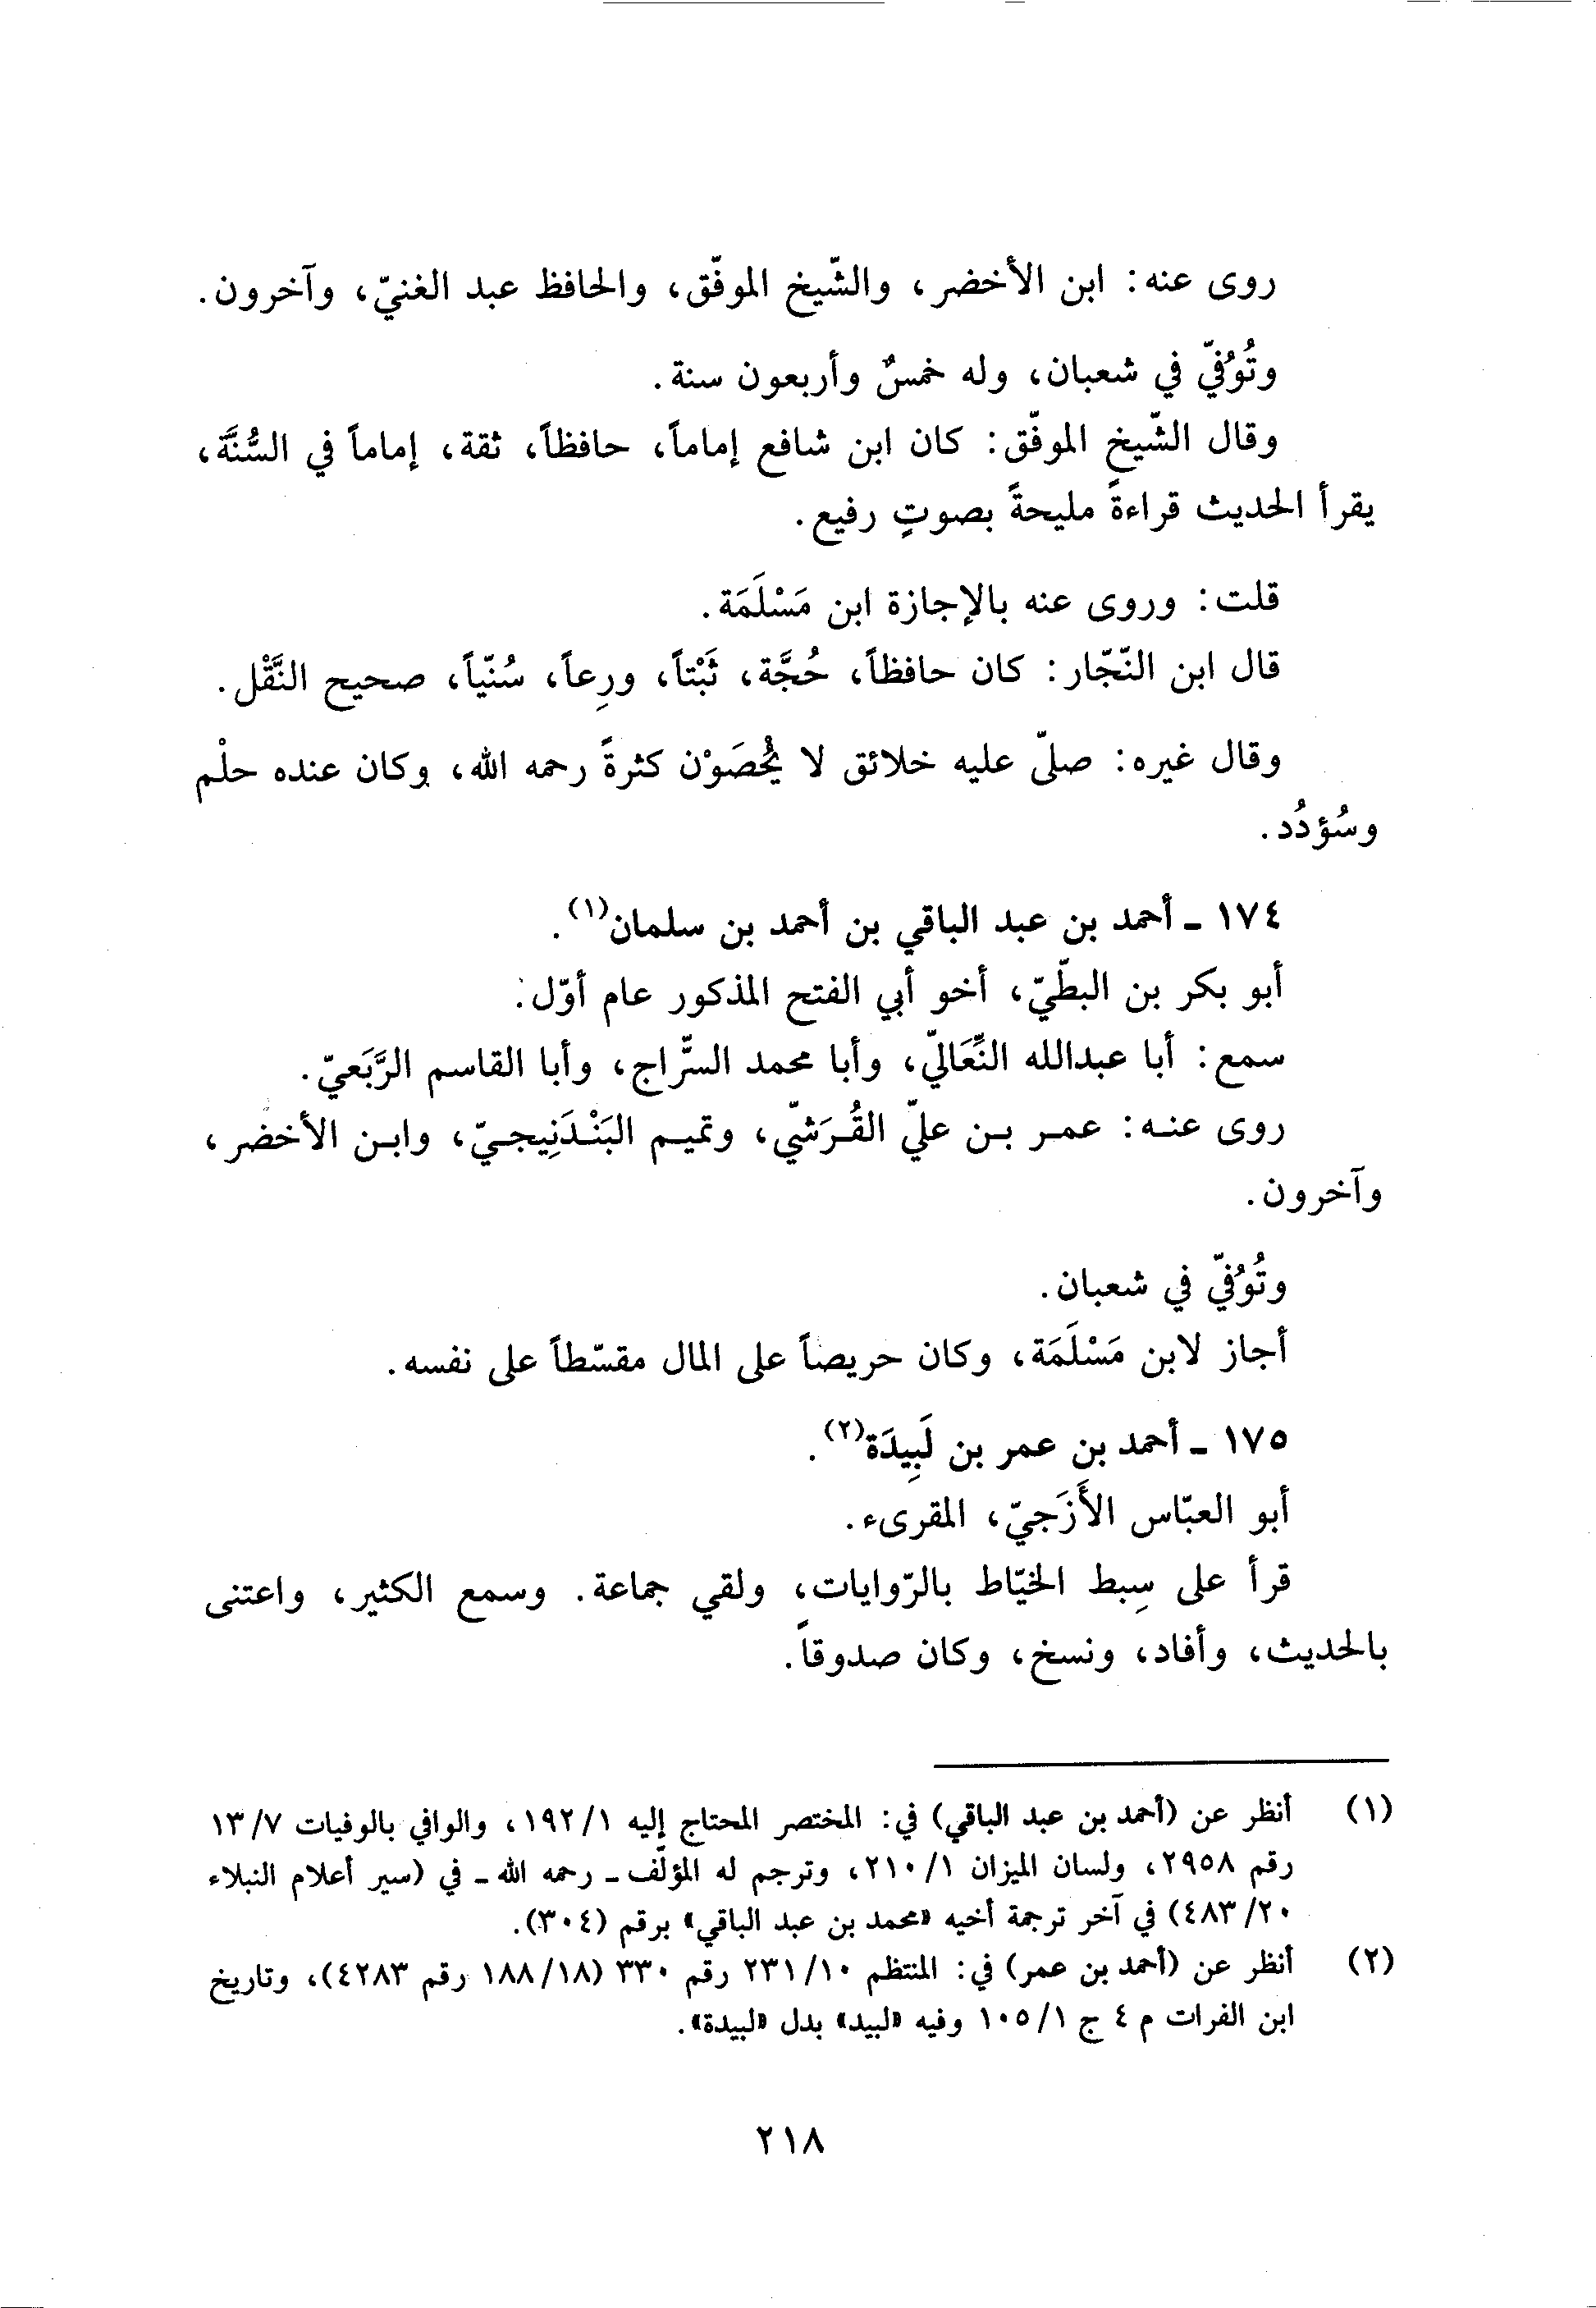 روى عنه: ابن الأخضر، والشّيخ الموفّق، والحافظ عبد الغنيّ، وآخرون.
وتُوُفّي في شعبان، وله خمسٌ وأربعون سنة.
وقال الشّيخ الموفّق: كان ابن شافع إماماً، حافظاً، ثقة، إماماً في السُّنَّة،
يقرأ الحديث قراءةً مليحةً بصوتٍ رفيع.
قلت: وروى عنه بالإجازة ابن مَسْلَمَة.
قال ابن النّجّار: كان حافظاً، حُجَّة، ثَبْتاً، ورِعاً، سُنّياً، صحيح النَّقْل.
وقال غيره: صلّى عليه خلائق لا يُحْصَوْن كثرةً رحمه الله، وكان عنده حلْم
وسُؤدُد.
١٧٤ - أحمد بن عبد الباقي بن أحمد بن سلمان(١).
أبو بكر بن البطّيّ، أخو أبي الفتح المذكور عام أوّل.
سمع: أبا عبدالله النِّعَاليّ، وأبا محمد السرَّاج، وأبا القاسم الرَّبَعيّ.
روى عنه: عمر بن عليّ القُرَشّي، وتميم البَنْدَنِيجيّ، وابن الأخضر،
وآخرون.
وتُوُفّي في شعبان.
أجاز لابن مَسْلَمَة، وكان حريصاً على المال مقسّطاً على نفسه.
١٧٥ - أحمد بن عمر بن لَبِيدَة(٢).
أبو العبّاس الأَزَجيّ، المقرىء.
قرأ على سِبط الخيّاط بالرّوايات، ولقي جماعة. وسمع الكثير، واعتنى
بالحديث، وأفاد، ونسخ، وكان صدوقاً.
(١) أنظر عن (أحمد بن عبد الباقي) في: المختصر المحتاج إليه ١/ ١٩٢، والوافي بالوفيات ٧/ ١٣
رقم ٢٩٥٨، ولسان الميزان ١/ ٢١٠، وترجم له المؤلّف - رحمه الله - في (سير أعلام النبلاء
٢٠/ ٤٨٣) في آخر ترجمة أخيه «محمد بن عبد الباقي» برقم (٣٠٤).
(٢) أنظر عن (أحمد بن عمر) في: المنتظم ١٠/ ٢٣١ رقم ٣٣٠ (١٨/ ١٨٨ رقم ٤٢٨٣)، وتاريخ
ابن الفرات م ٤ ج ١/ ١٠٥ وفيه «لبيد» بدل «لبيدة».
٢١٨